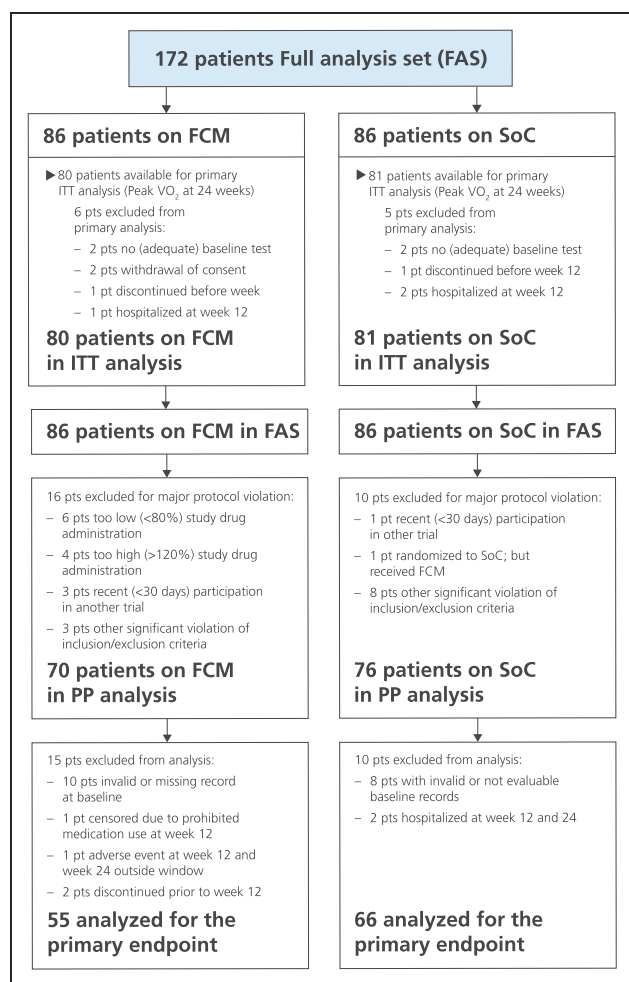 172 patients Full analysis set (FAS)
86 patients on FCM
▶ 80 patients available for primary
ITT analysis (Peak VO₂ at 24 weeks)
6 pts excluded from
primary analysis:
– 2 pts no (adequate) baseline test
– 2 pts withdrawal of consent
– 1 pt discontinued before week
– 1 pt hospitalized at week 12
80 patients on FCM
in ITT analysis
86 patients on SoC
▶ 81 patients available for primary
ITT analysis (Peak VO₂ at 24 weeks)
5 pts excluded from
primary analysis:
– 2 pts no (adequate) baseline test
– 1 pt discontinued before week 12
– 2 pts hospitalized at week 12
81 patients on SoC
in ITT analysis
86 patients on FCM in FAS
86 patients on SoC in FAS
16 pts excluded for major protocol violation:
– 6 pts too low (<80%) study drug
administration
– 4 pts too high (>120%) study drug
administration
– 3 pts recent (<30 days) participation
in another trial
– 3 pts other significant violation of
inclusion/exclusion criteria
70 patients on FCM
in PP analysis
10 pts excluded for major protocol violation:
– 1 pt recent (<30 days) participation
in other trial
– 1 pt randomized to SoC; but
received FCM
– 8 pts other significant violation of
inclusion/exclusion criteria
76 patients on SoC
in PP analysis
15 pts excluded from analysis:
– 10 pts invalid or missing record
at baseline
– 1 pt censored due to prohibited
medication use at week 12
– 1 pt adverse event at week 12 and
week 24 outside window
– 2 pts discontinued prior to week 12
55 analyzed for the
primary endpoint
10 pts excluded from analysis:
– 8 pts with invalid or not evaluable
baseline records
– 2 pts hospitalized at week 12 and 24
66 analyzed for the
primary endpoint